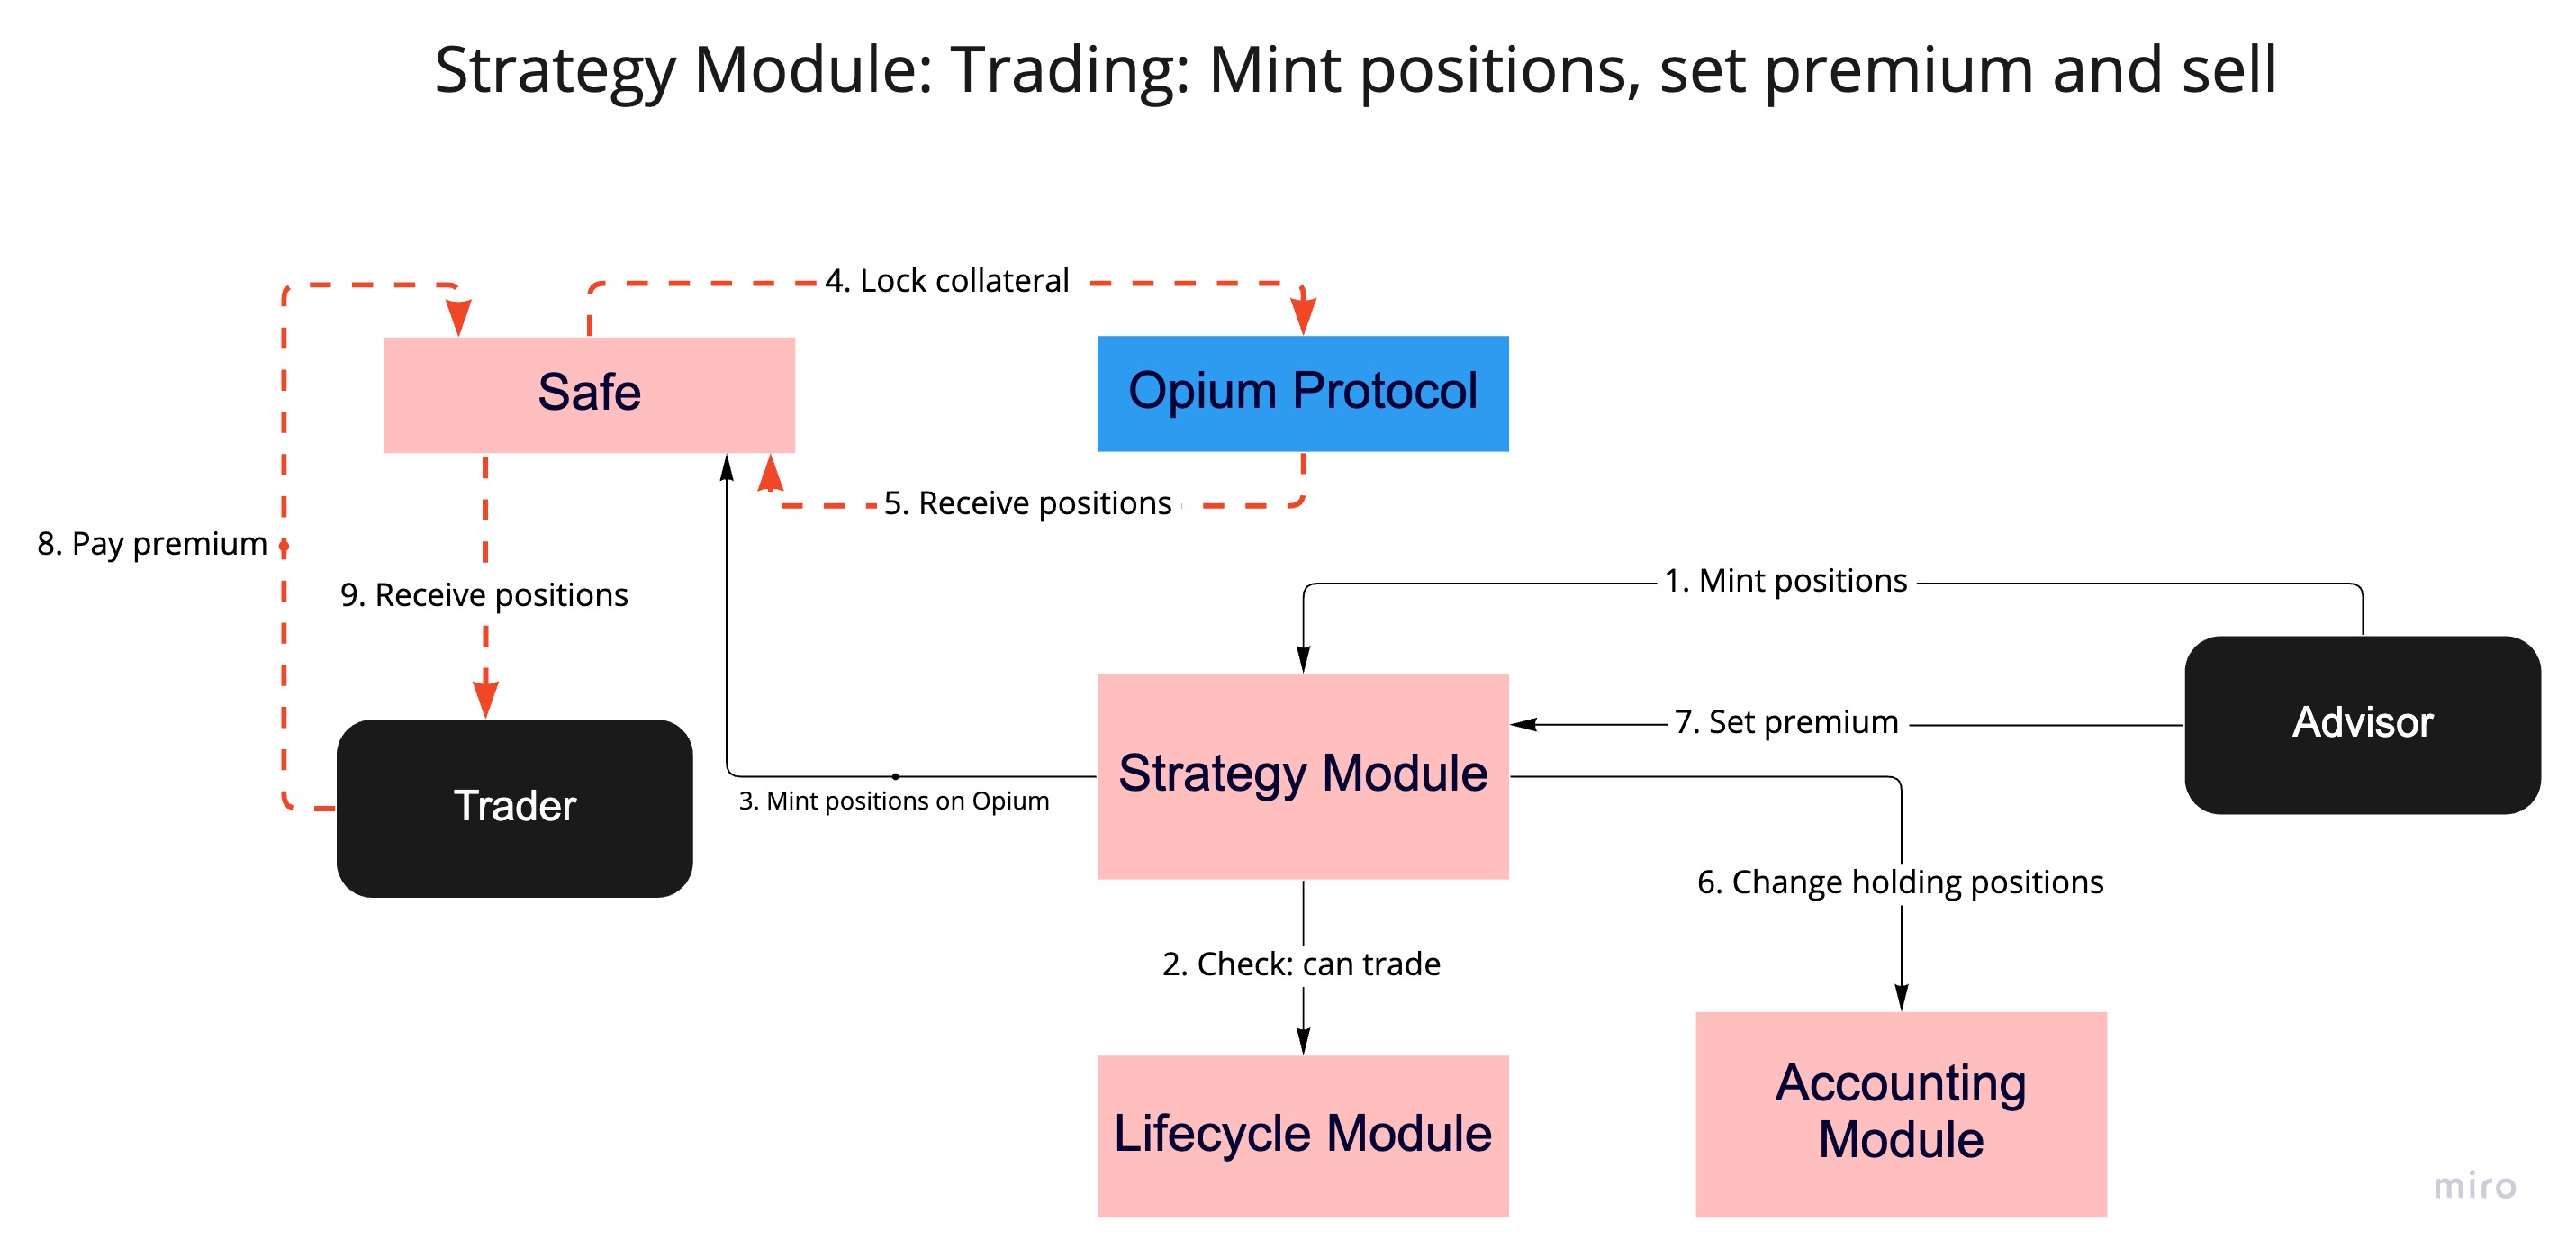 Strategy Module: Trading: Mint positions, set premium and sell
4. Lock collateral
Safe
Opium Protocol
5. Receive positions
8. Pay premium
9. Receive positions
1. Mint positions
7. Set premium
Advisor
Strategy Module
3. Mint positions on Opium
Trader
6. Change holding positions
2. Check: can trade
Lifecycle Module
Accounting
Module
miro